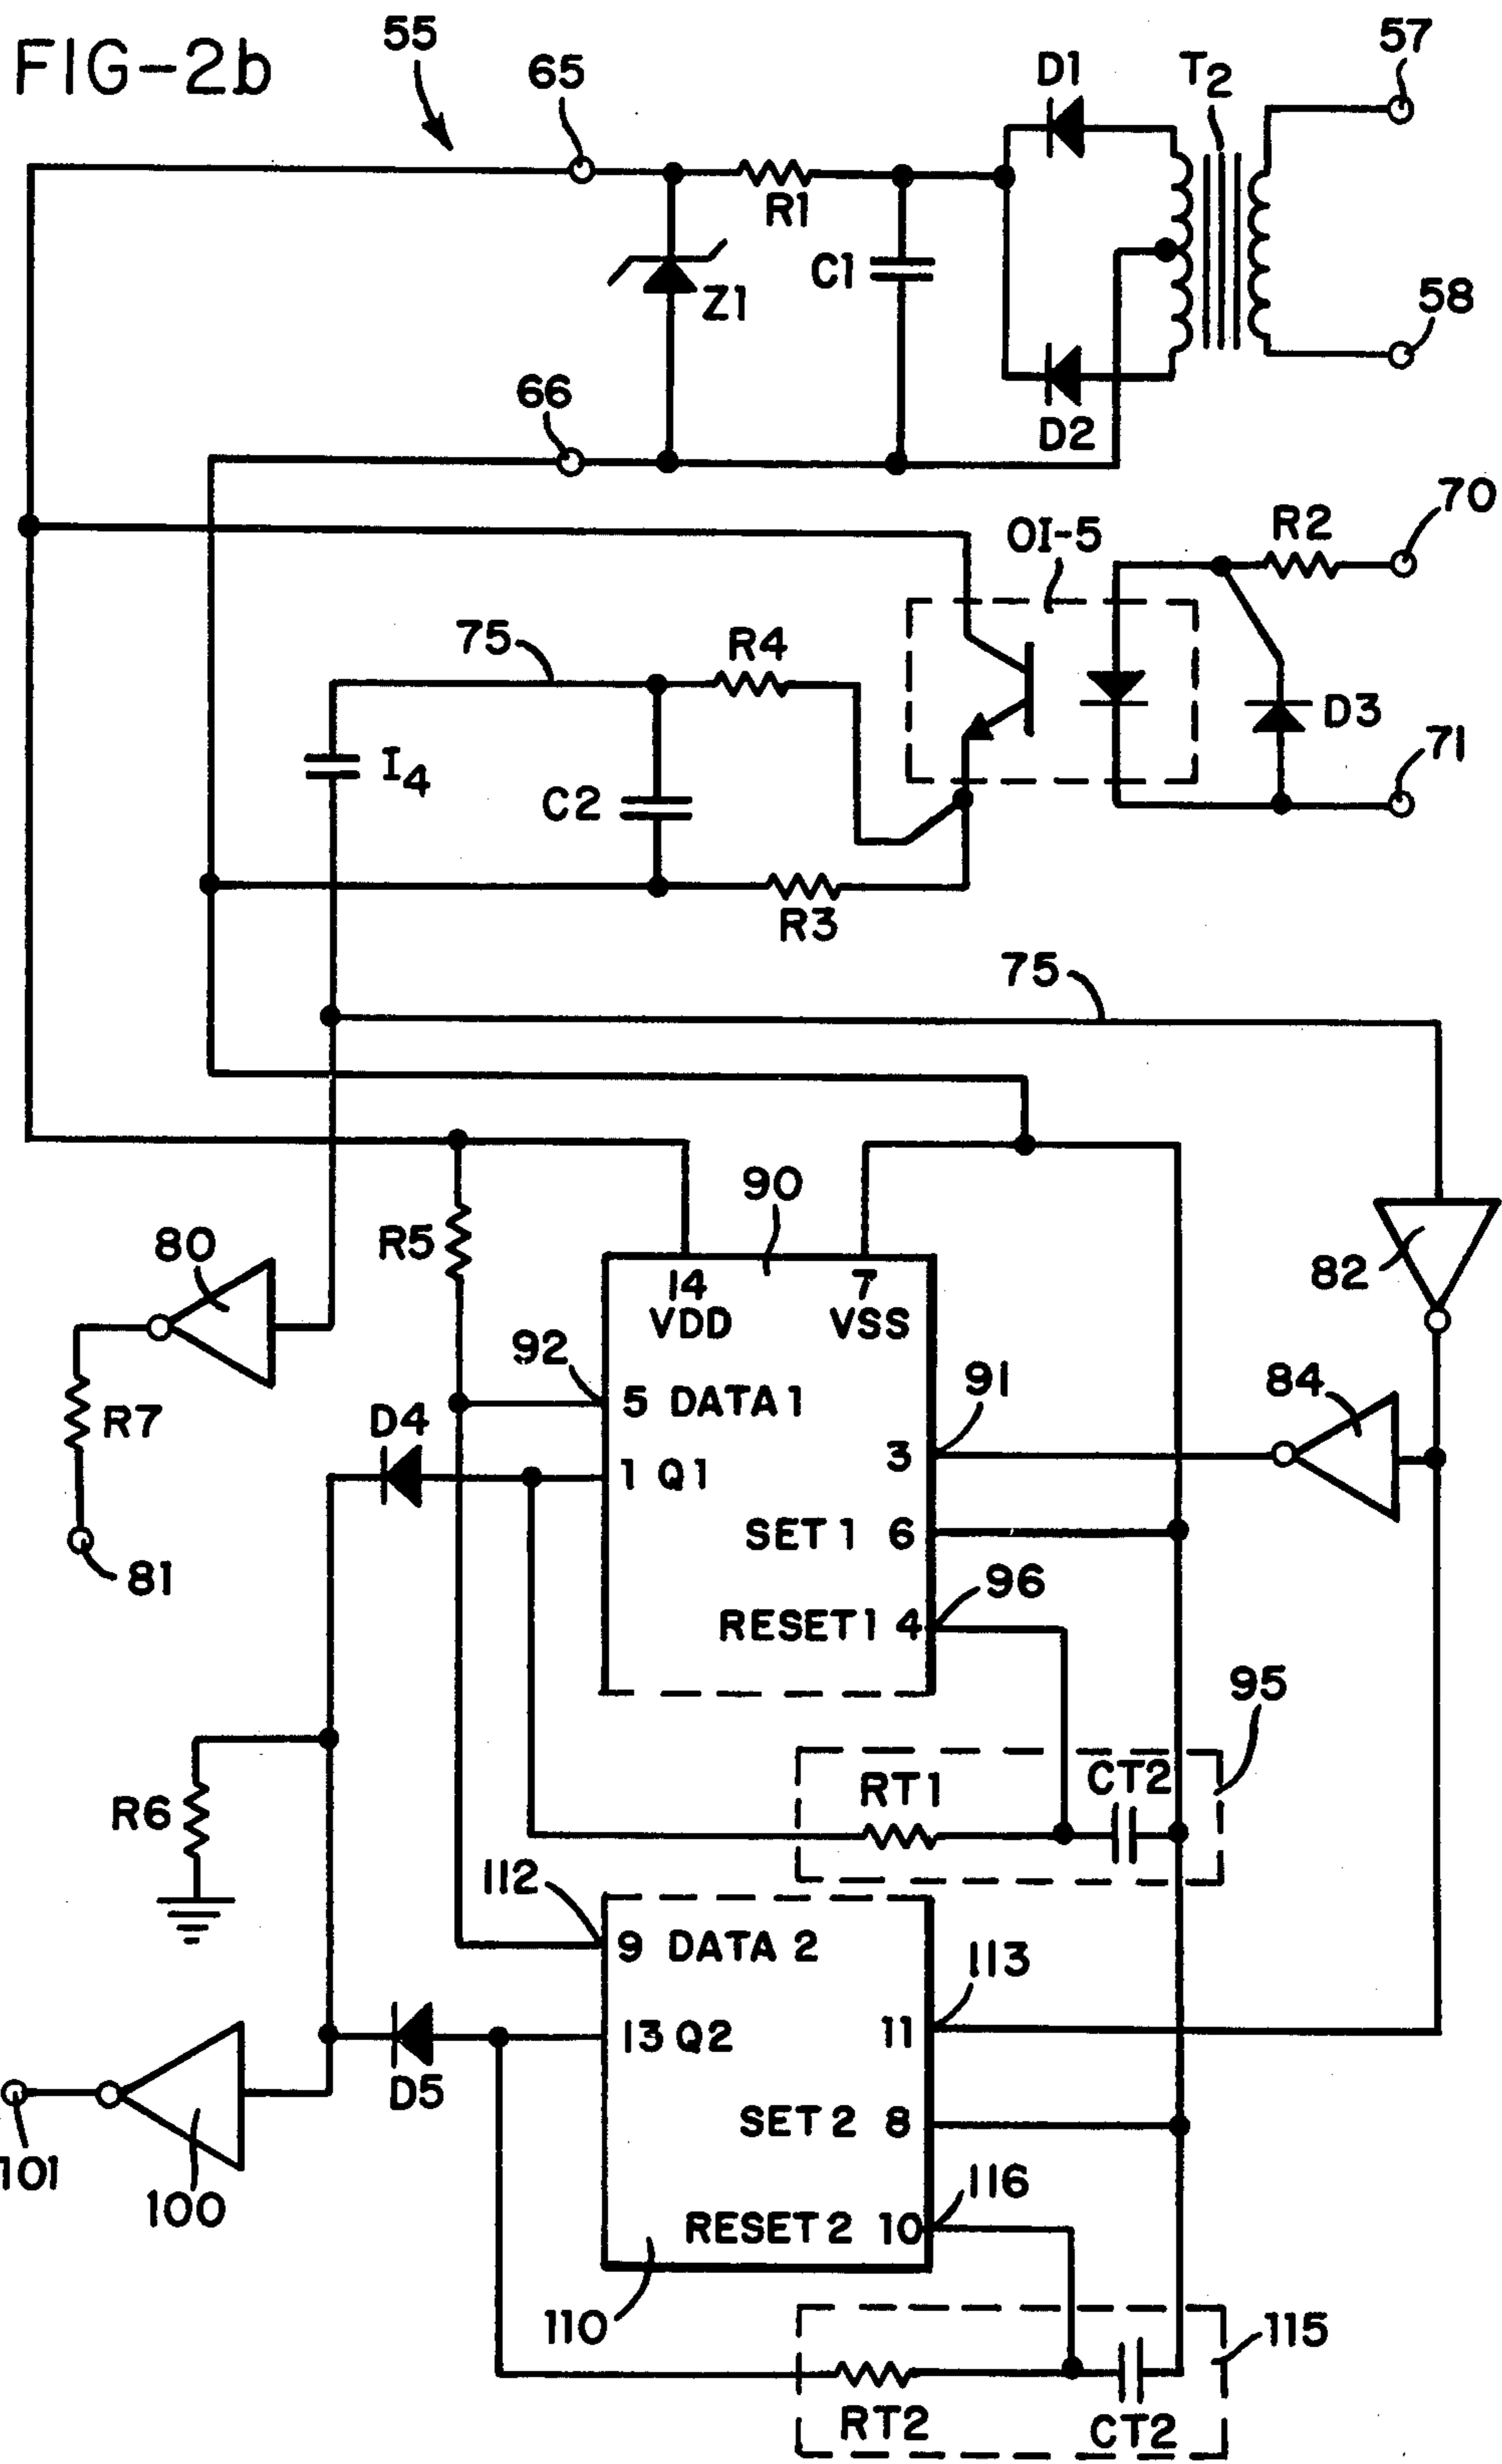 FIG-2b
55
65
D1
T2
57
R1
C1
Z1
58
66
D2
70
OI-5
R2
75
R4
I4
C2
D3
71
R3
75
90
80
R5
82
14
7
VDD
VSS
92
91
84
5 DATA 1
R7
D4
3
1 Q1
SET 1 6
81
96
RESET 1 4
95
RT1
CT2
R6
112
9 DATA 2
113
13 Q2
11
D5
SET 2 8
101
100
116
RESET 2 10
110
115
RT2
CT2